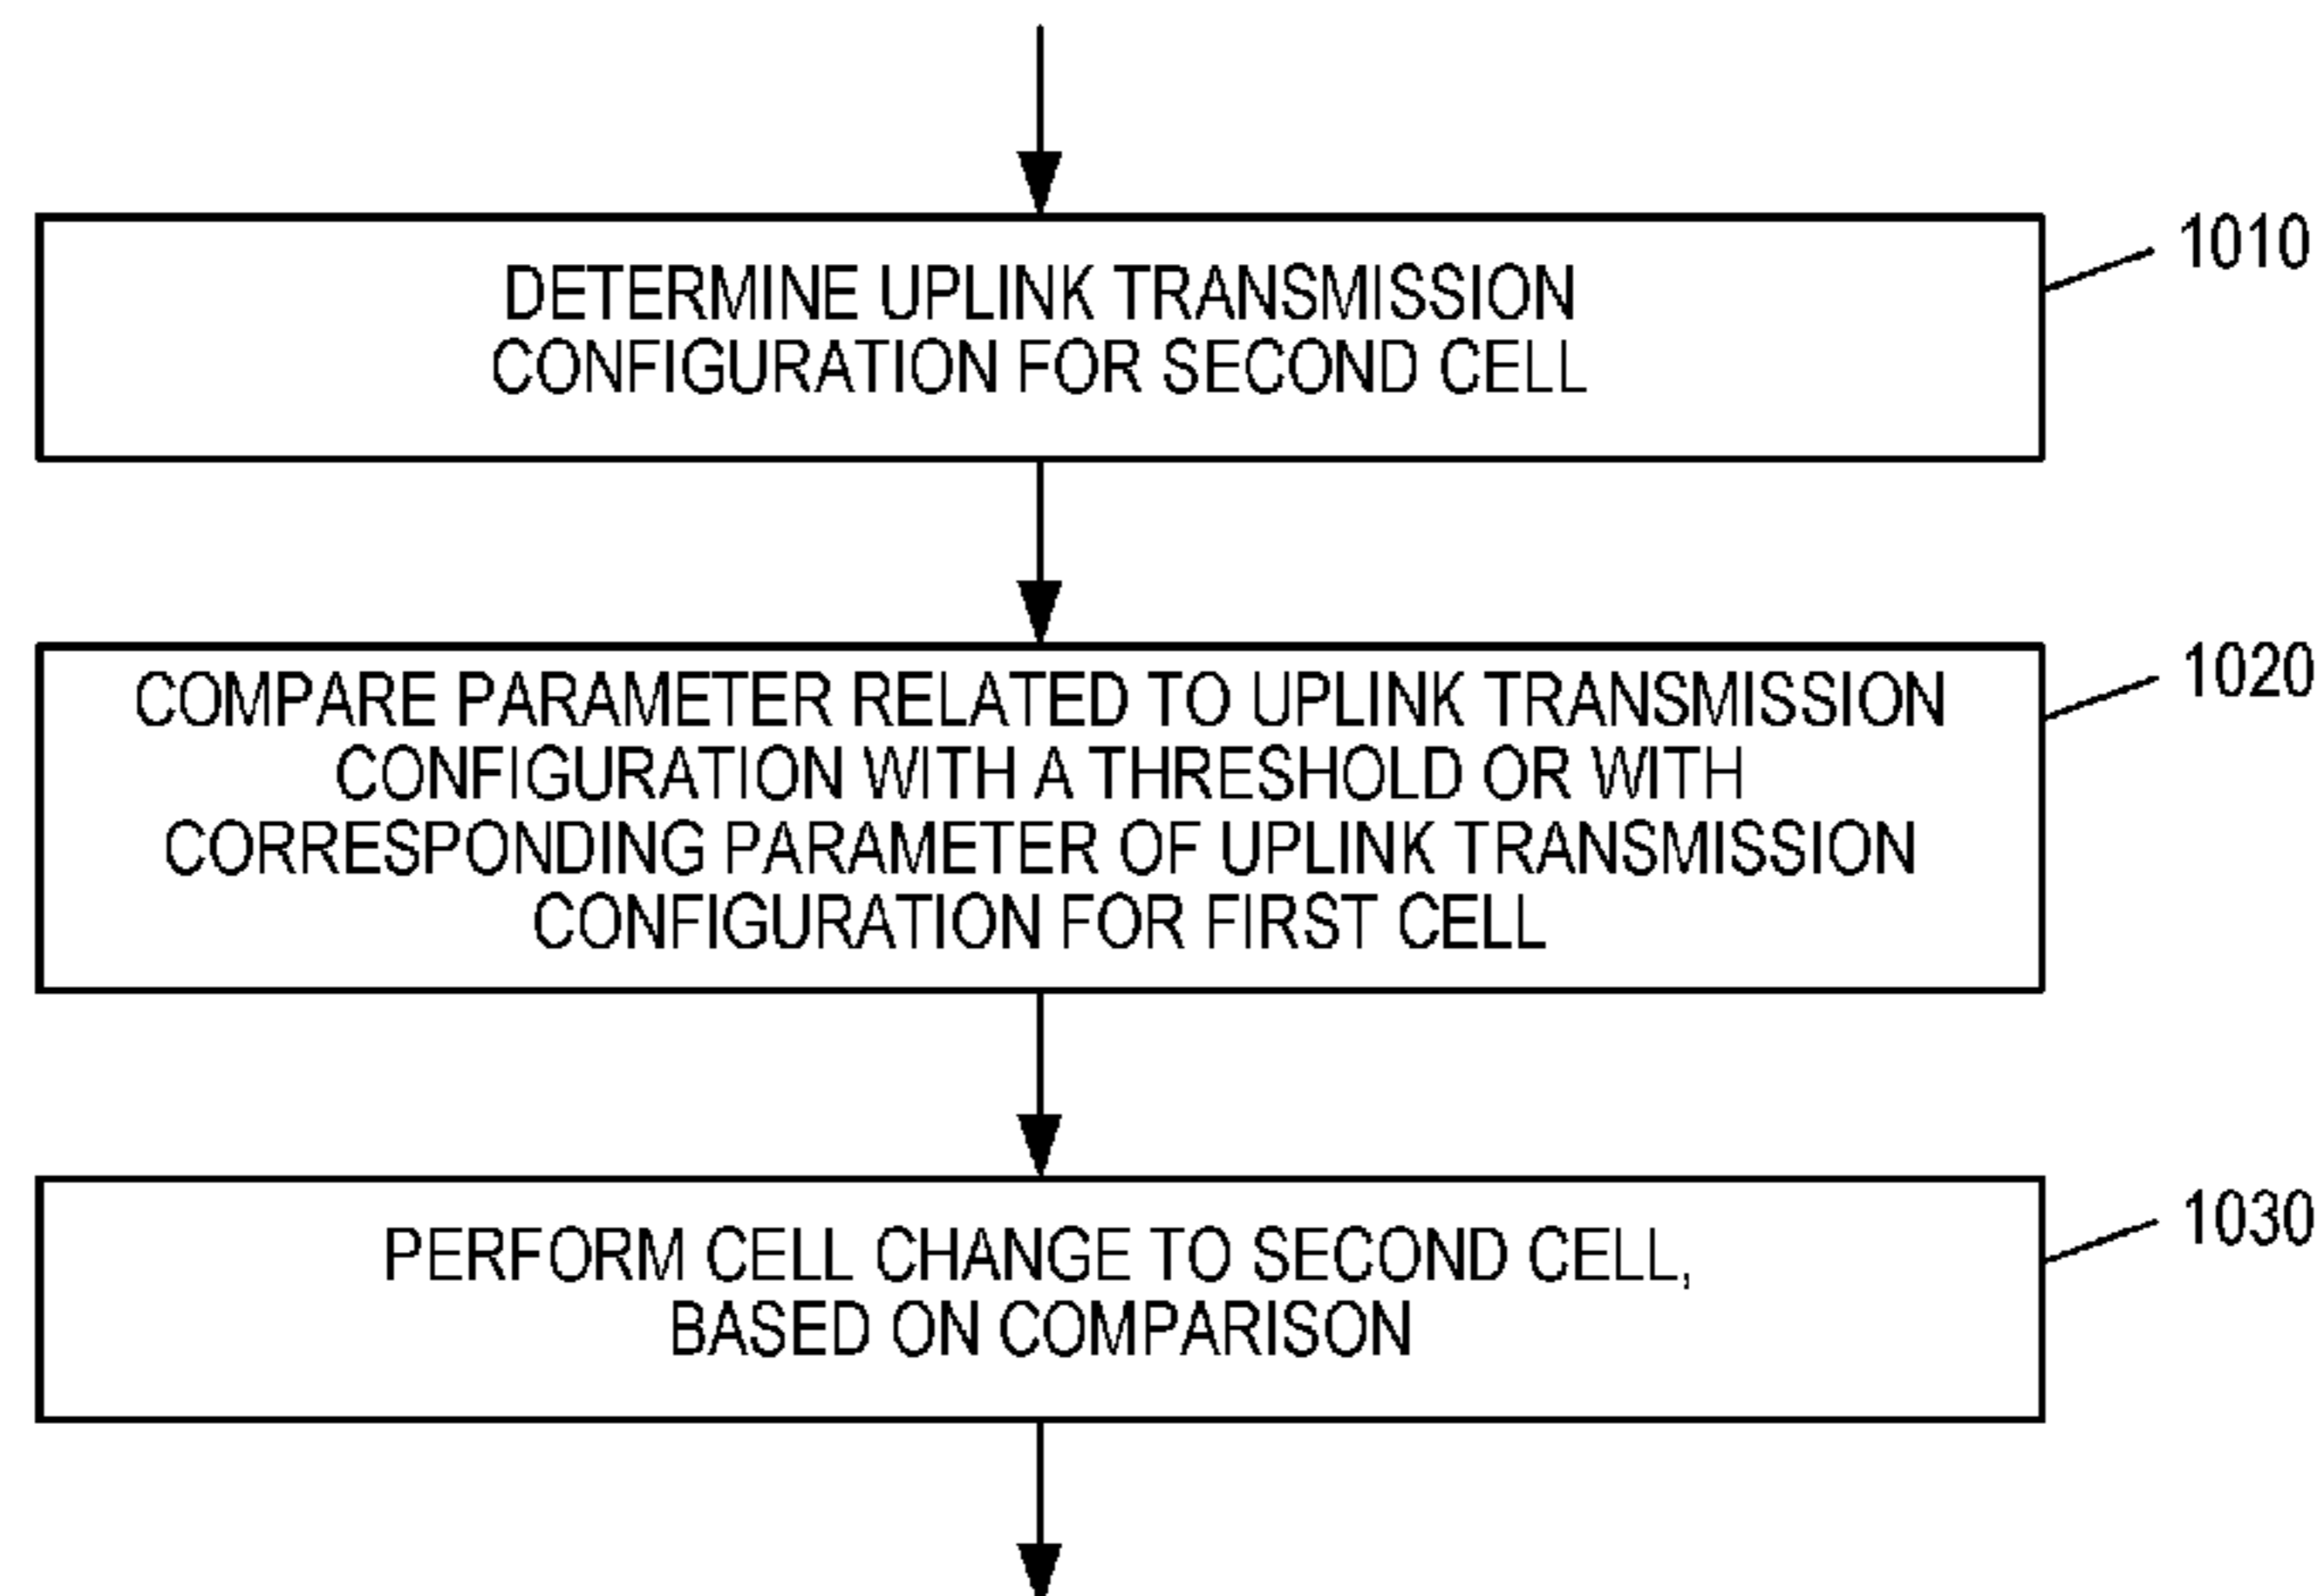 DETERMINE UPLINK TRANSMISSION
CONFIGURATION FOR SECOND CELL
1010
COMPARE PARAMETER RELATED TO UPLINK TRANSMISSION
CONFIGURATION WITH A THRESHOLD OR WITH
CORRESPONDING PARAMETER OF UPLINK TRANSMISSION
CONFIGURATION FOR FIRST CELL
1020
PERFORM CELL CHANGE TO SECOND CELL,
BASED ON COMPARISON
1030